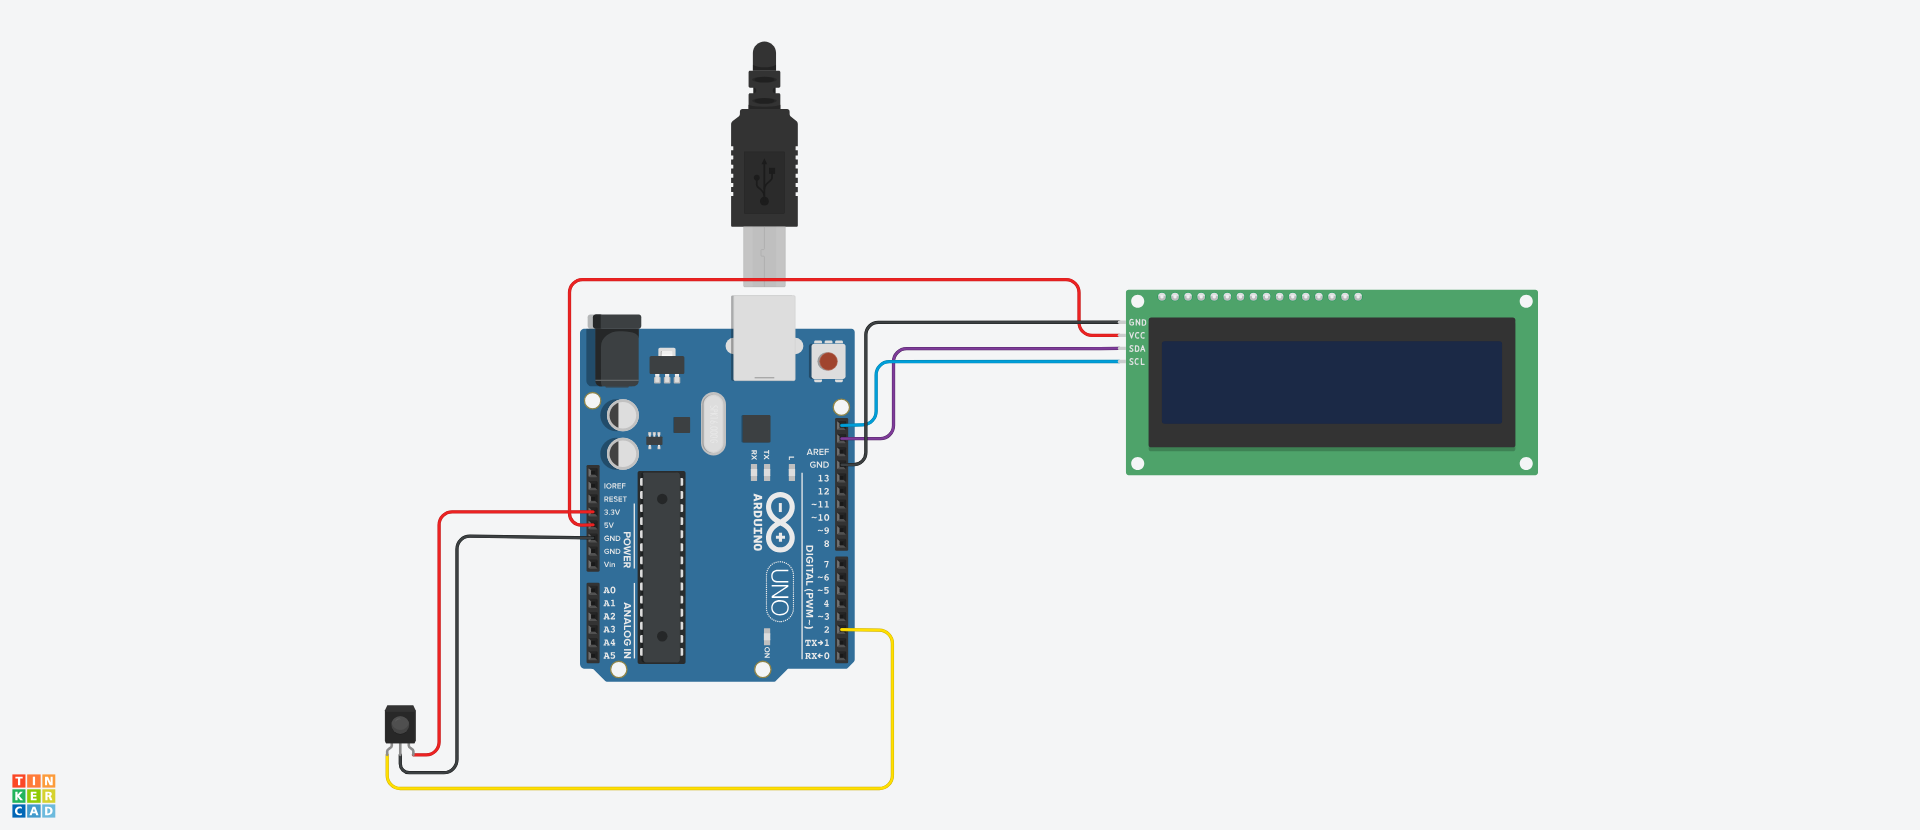 GND
VCC
SDA
SCL
RX
TX
L
AREF
GND
13
12
~11
~10
~9
8
IOREF
RESET
3.3V
5V
GND
GND
Vin
POWER
ARDUINO
UNO
DIGITAL (PWM~)
7
~6
~5
4
~3
2
TX→1
RX←0
A0
A1
A2
A3
A4
A5
ANALOG IN
ON
TIN
KER
CAD